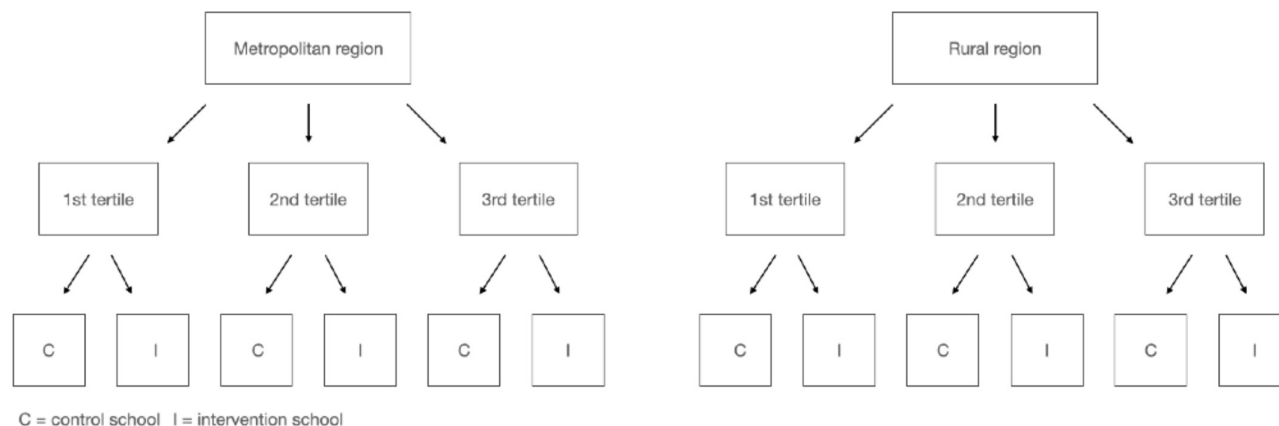 Metropolitan region
Rural region
1st tertile
2nd tertile
3rd tertile
1st tertile
2nd tertile
3rd tertile
C
I
C
I
C
I
C
I
C
I
C
I
C = control school I = intervention school